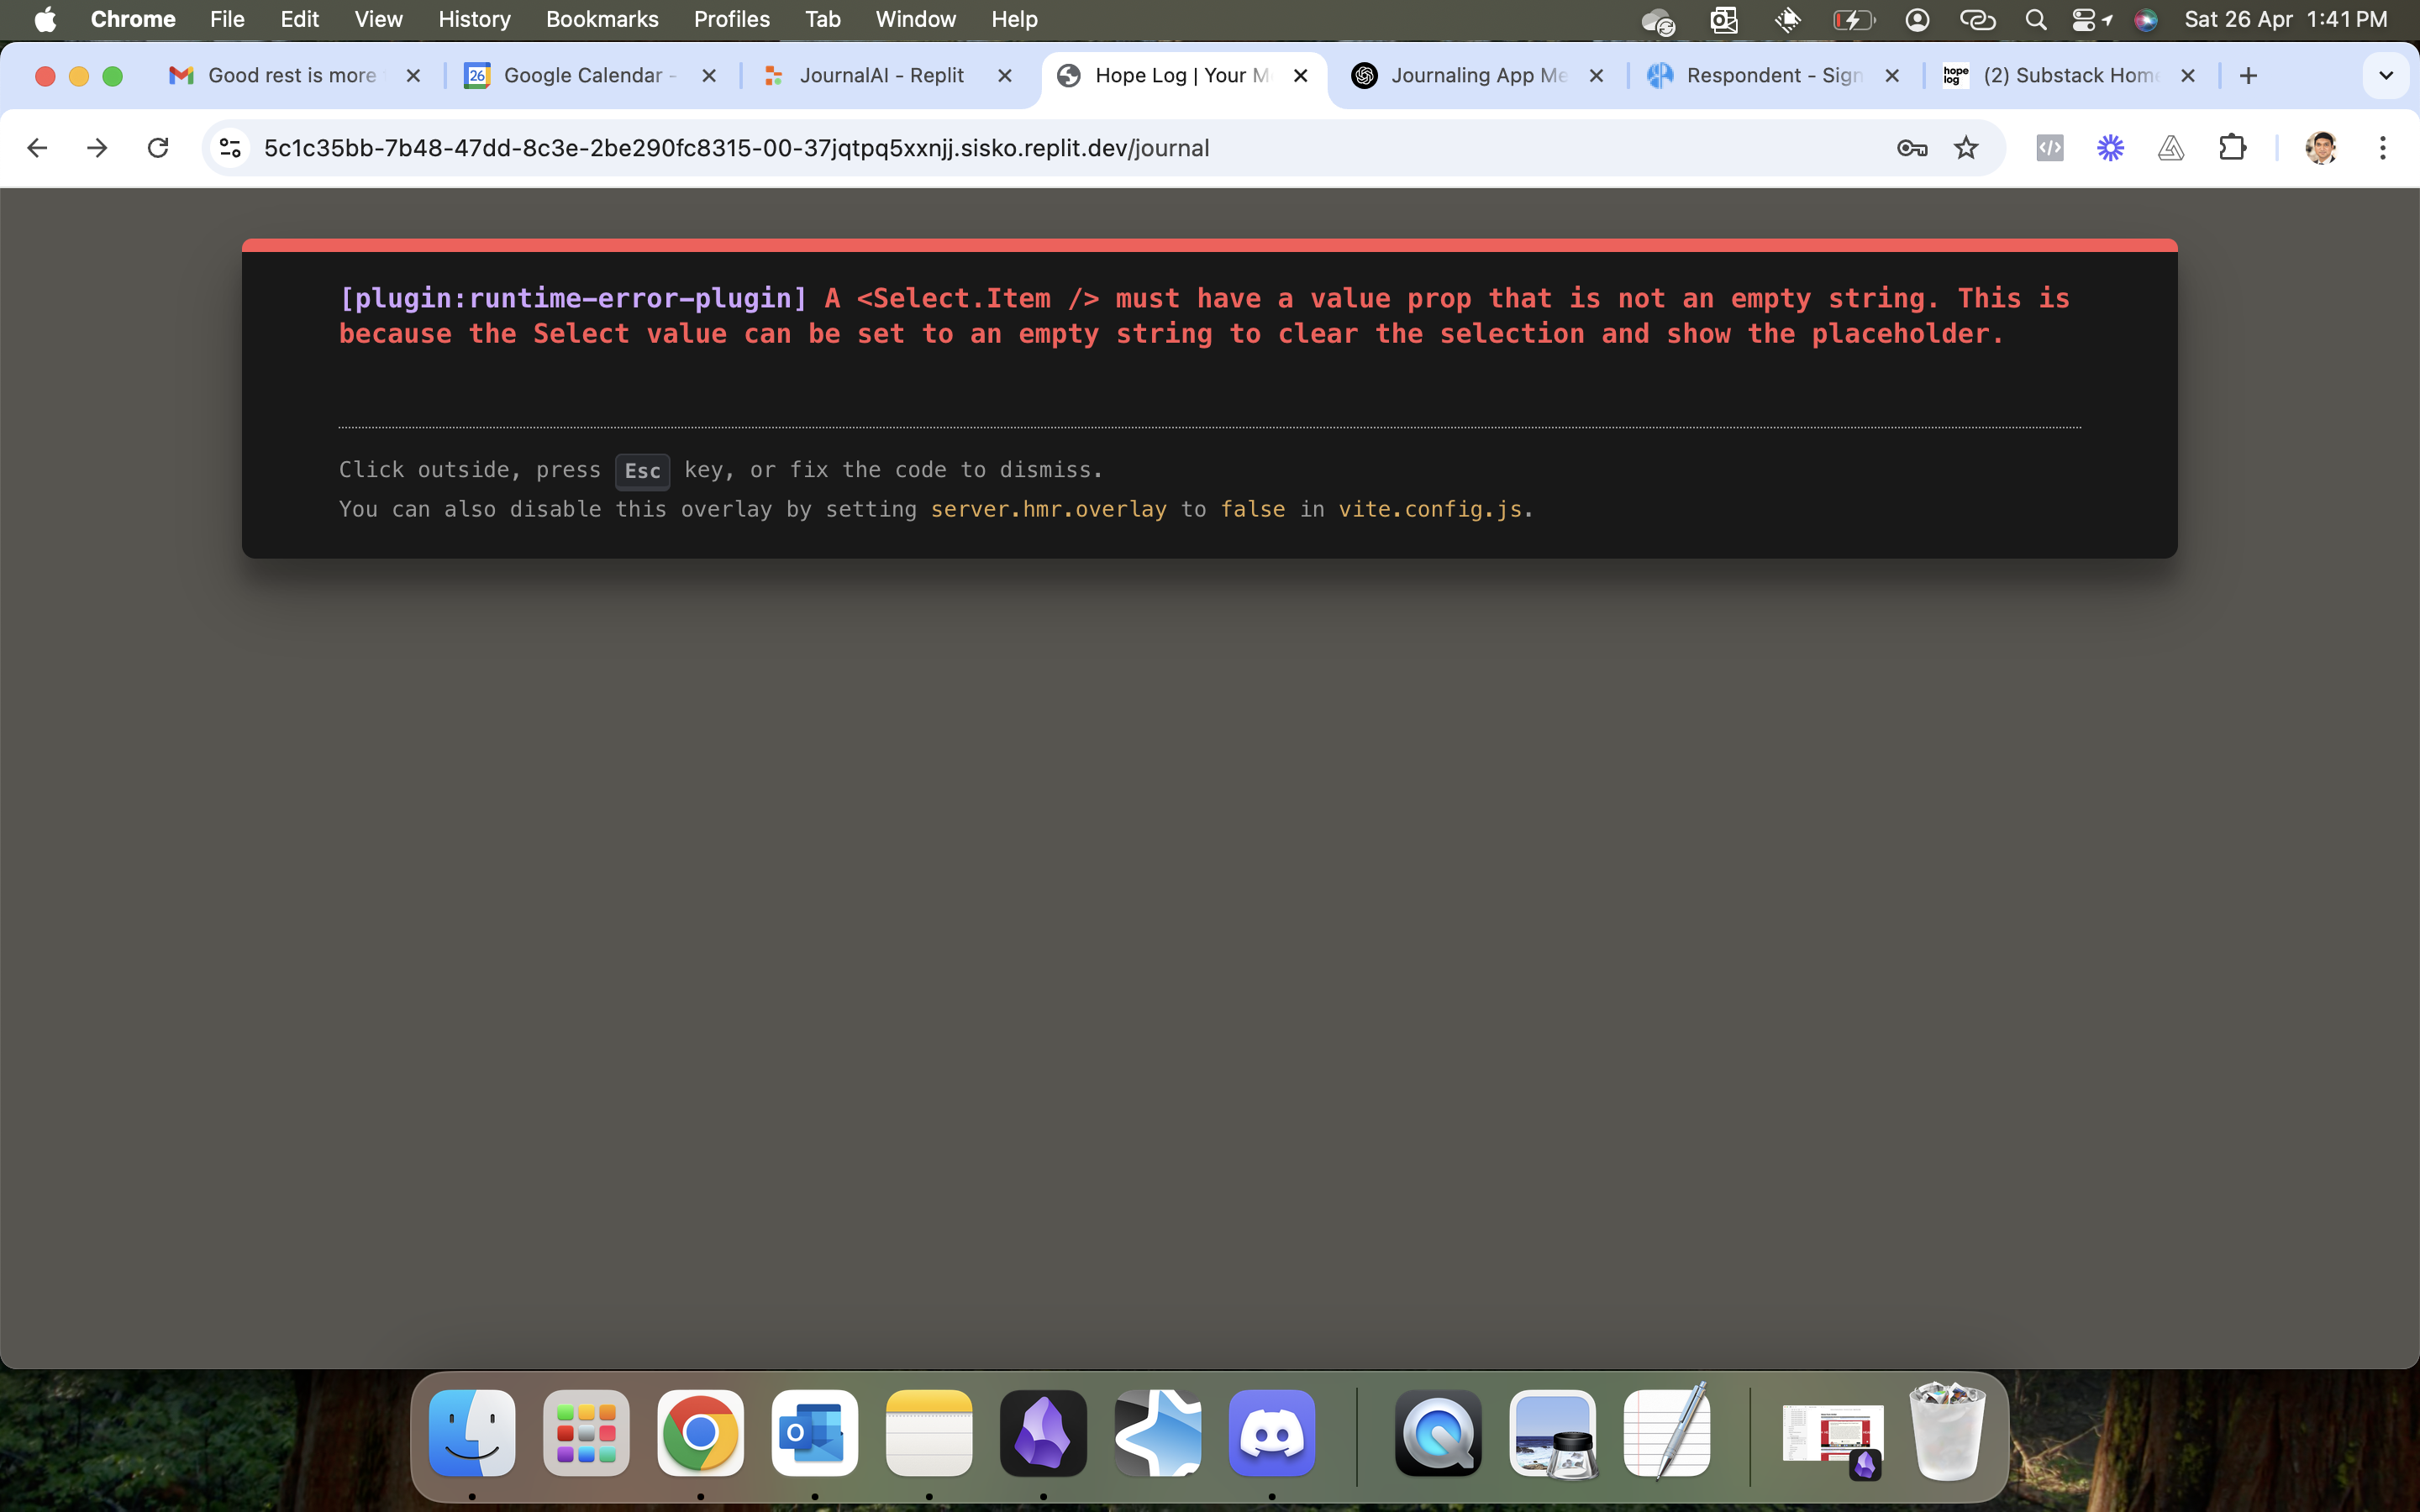 Chrome File Edit View History Bookmarks Profiles Tab Window Help Sat 26 Apr 1:41 PM
Good rest is more 26 Google Calendar - JournalAI - Replit Hope Log | Your M Journaling App Me Respondent - Sign hope log (2) Substack Hom
5c1c35bb-7b48-47dd-8c3e-2be290fc8315-00-37jqtpq5xxnjj.sisko.replit.dev/journal
[plugin:runtime-error-plugin] A <Select.Item /> must have a value prop that is not an empty string. This is
because the Select value can be set to an empty string to clear the selection and show the placeholder.
Click outside, press Esc key, or fix the code to dismiss.
You can also disable this overlay by setting server.hmr.overlay to false in vite.config.js.